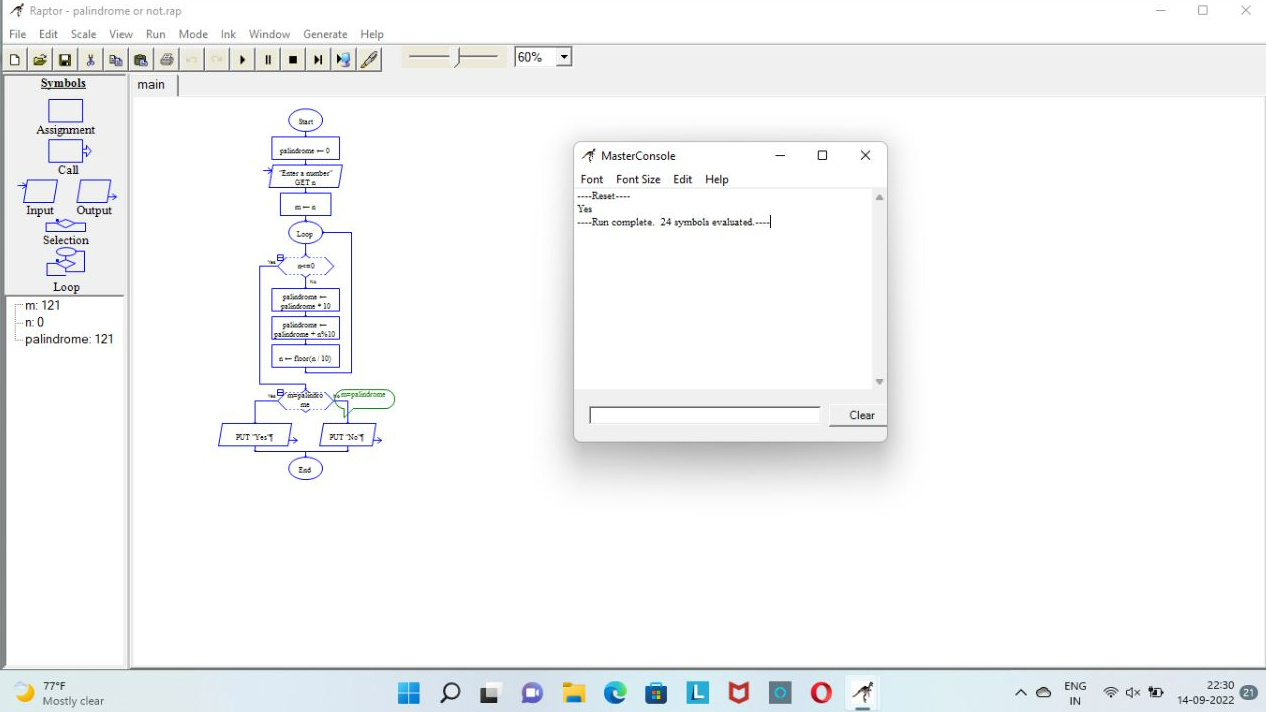 Raptor - palindrome or not.rap
File Edit Scale View Run Mode Ink Window Generate Help
60%
Symbols
main
Assignment
Call
Input Output
Selection
Loop
m: 121
n: 0
palindrome: 121
Start
palindrome ← 0
"Enter a number"
GET n
m ← n
Loop
Yes
No
palindrome ←
palindrome * 10
palindrome ←
palindrome + n%10
n ← floor(n / 10)
Yes
m=palindro
me
m=palindrome
PUT "Yes"¶
PUT "No"¶
End
MasterConsole
Font Font Size Edit Help
----Reset----
Yes
----Run complete.  24 symbols evaluated.----
Clear
77°F
Mostly clear
ENG
IN
22:30
14-09-2022
21